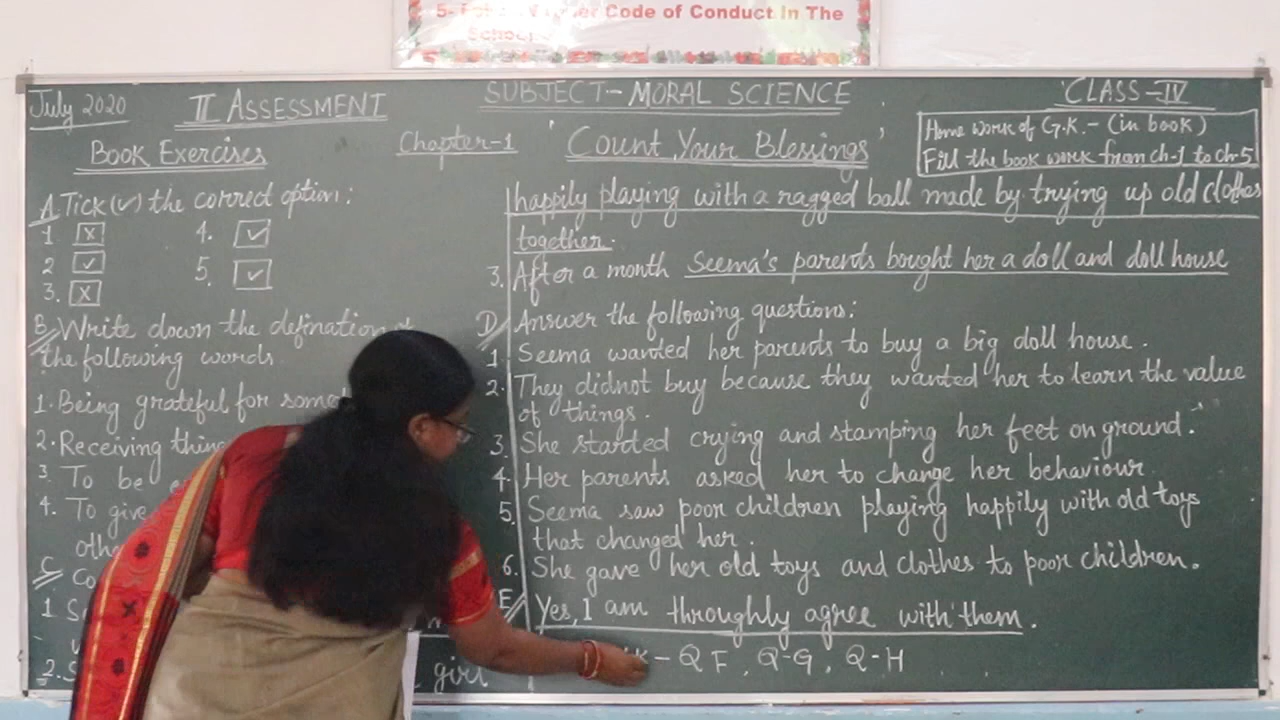 5- Code of Conduct In The
Schools
July 2020
II ASSESSMENT
SUBJECT - MORAL SCIENCE
CLASS - IV
Home work of G.K. - (in book)
Fill the book work from ch-1 to ch-5
Book Exercises
Chapter-1
' Count Your Blessings '
A Tick (✓) the correct option:
1 x
2 ✓
3. x
4. ✓
5. ✓
B Write down the defination
the following words.
1. Being grateful for
2. Receiving
3. To be
4. To give
C
1
2.
girl
happily playing with a ragged ball made by trying up old clothes
together.
3. After a month Seema's parents bought her a doll and doll house
D Answer the following questions:
1. Seema wanted her parents to buy a big doll house.
2. They didnot buy because they wanted her to learn the value
of things.
3. She started crying and stamping her feet on ground.
4. Her parents asked her to change her behaviour
5. Seema saw poor children playing happily with old toys
that changed her.
6. She gave her old toys and clothes to poor children.
E Yes, I am throughly agree with them.
- Q F, Q-G, Q-H